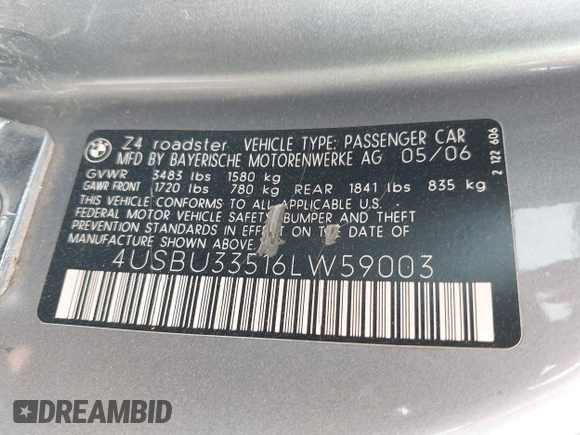 BMW
Z4 roadster VEHICLE TYPE: PASSENGER CAR
MFD BY BAYERISCHE MOTORENWERKE AG 05/06
GVWR 3483 lbs 1580 kg
GAWR FRONT 1720 lbs 780 kg REAR 1841 lbs 835 kg
THIS VEHICLE CONFORMS TO ALL APPLICABLE U.S.
FEDERAL MOTOR VEHICLE SAFETY, BUMPER AND THEFT
PREVENTION STANDARDS IN EFFECT ON THE DATE OF
MANUFACTURE SHOWN ABOVE.
4USBU33516LW59003
2 122 606
DREAMBID